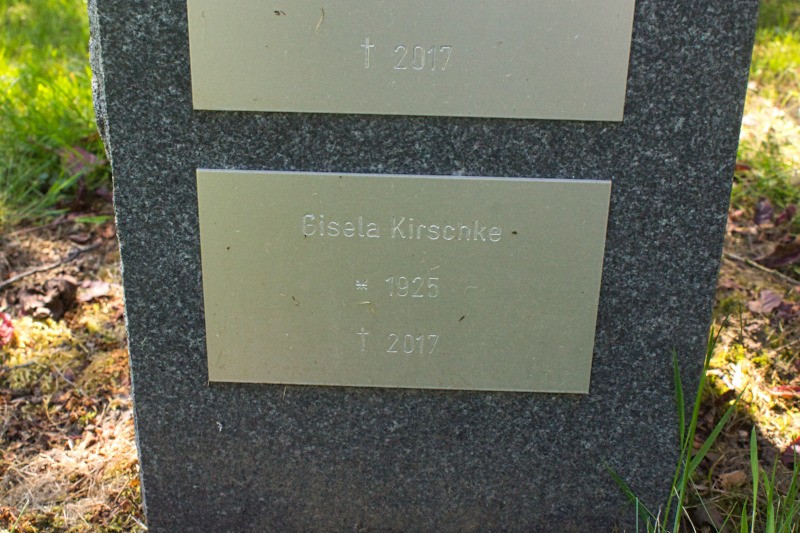 † 2017
Gisela Kirschke
* 1925
† 2017